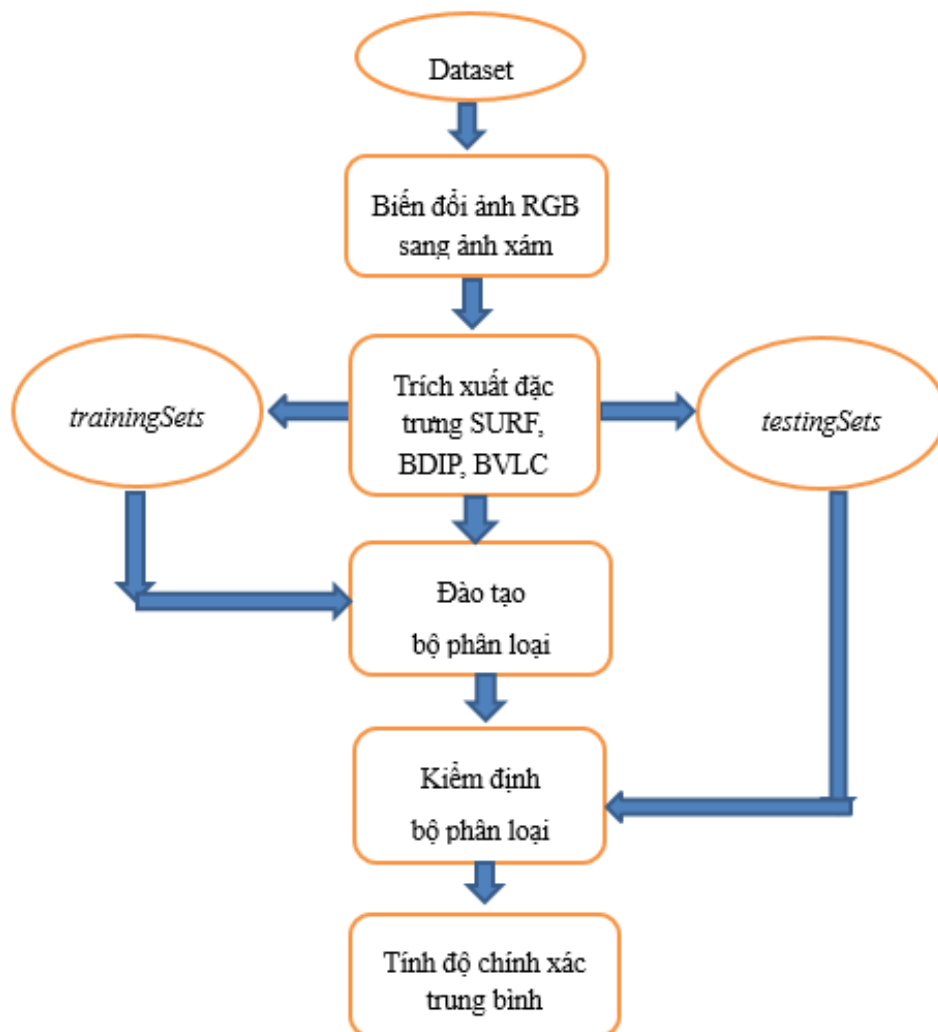 Dataset
Biến đổi ảnh RGB
sang ảnh xám
trainingSets
Trích xuất đặc
trưng SURF,
BDIP, BVLC
testingSets
Đào tạo
bộ phân loại
Kiểm định
bộ phân loại
Tính độ chính xác
trung bình